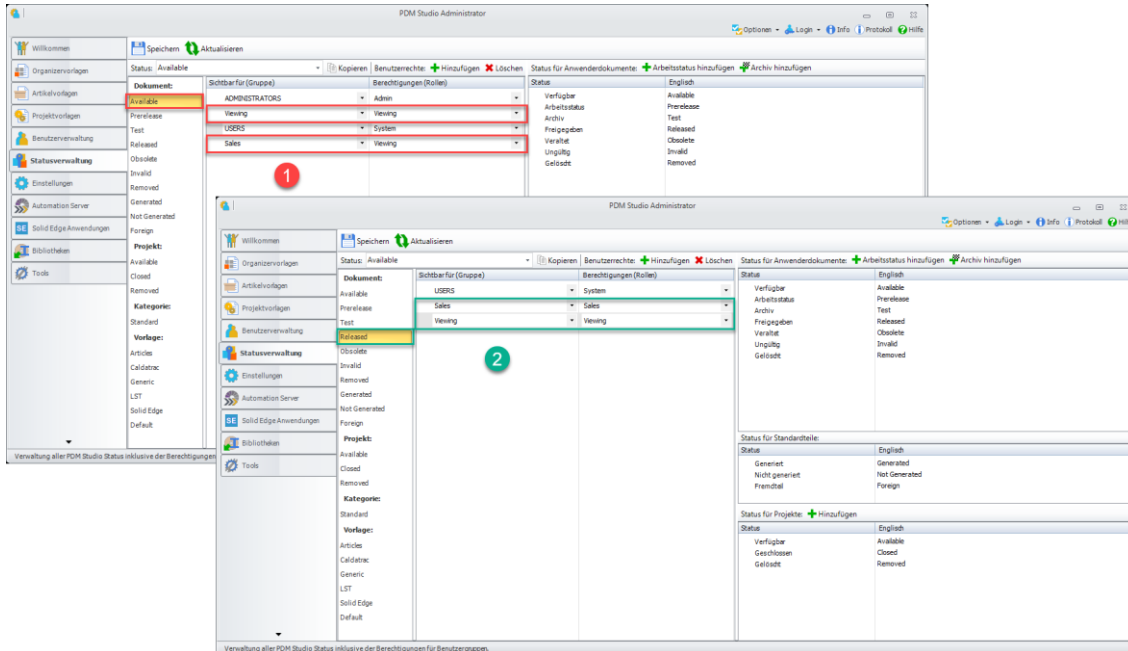 PDM Studio Administrator
Optionen Login Info Protokoll Hilfe
Willkommen
Organizervorlagen
Artikelvorlagen
Projektvorlagen
Benutzerverwaltung
Statusverwaltung
Einstellungen
Automation Server
Solid Edge Anwendungen
Bibliotheken
Tools
Speichern Aktualisieren
Status: Available Kopieren Benutzerrechte: Hinzufügen Löschen Status für Anwenderdokumente: Arbeitsstatus hinzufügen Archiv hinzufügen
Dokument:
Available
Prerelease
Test
Released
Obsolete
Invalid
Removed
Generated
Not Generated
Foreign
Projekt:
Available
Closed
Removed
Kategorie:
Standard
Vorlage:
Articles
Caldatrac
Generic
LST
Solid Edge
Default
Sichtbar für (Gruppe) Berechtigungen (Rollen)
ADMINISTRATORS Admin
Viewing Viewing
USERS System
Sales Viewing
1
Status Englisch
Verfügbar Available
Arbeitsstatus Prerelease
Archiv Test
Freigegeben Released
Veraltet Obsolete
Ungültig Invalid
Gelöscht Removed
Verwaltung aller PDM Studio Status inklusive der Berechtigungen
PDM Studio Administrator
Optionen Login Info Protokoll Hilf
Willkommen
Organizervorlagen
Artikelvorlagen
Projektvorlagen
Benutzerverwaltung
Statusverwaltung
Einstellungen
Automation Server
SE Solid Edge Anwendungen
Bibliotheken
Tools
Speichern Aktualisieren
Status: Available Kopieren Benutzerrechte: Hinzufügen Löschen Status für Anwenderdokumente: Arbeitsstatus hinzufügen Archiv hinzufügen
Dokument:
Available
Prerelease
Test
Released
Obsolete
Invalid
Removed
Generated
Not Generated
Foreign
Projekt:
Available
Closed
Removed
Kategorie:
Standard
Vorlage:
Articles
Caldatrac
Generic
LST
Solid Edge
Default
Sichtbar für (Gruppe) Berechtigungen (Rollen)
USERS System
Sales Sales
Viewing Viewing
2
Status Englisch
Verfügbar Available
Arbeitsstatus Prerelease
Archiv Test
Freigegeben Released
Veraltet Obsolete
Ungültig Invalid
Gelöscht Removed
Status für Standardteile:
Status Englisch
Generiert Generated
Nicht generiert Not Generated
Fremdteil Foreign
Status für Projekte: Hinzufügen
Status Englisch
Verfügbar Available
Geschlossen Closed
Gelöscht Removed
Verwaltung aller PDM Studio Status inklusive der Berechtigungen für Benutzergruppen.